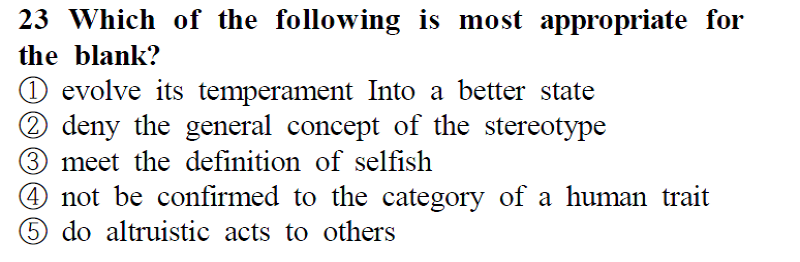 23 Which of the following is most appropriate for
the blank?
① evolve its temperament Into a better state
② deny the general concept of the stereotype
③ meet the definition of selfish
④ not be confirmed to the category of a human trait
⑤ do altruistic acts to others